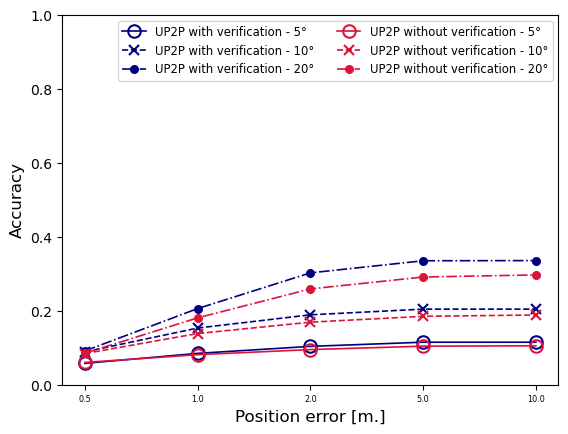 UP2P with verification - 5° UP2P without verification - 5°
UP2P with verification - 10° UP2P without verification - 10°
UP2P with verification - 20° UP2P without verification - 20°
1.0
0.8
0.6
0.4
0.2
0.0
Accuracy
0.5 1.0 2.0 5.0 10.0
Position error [m.]